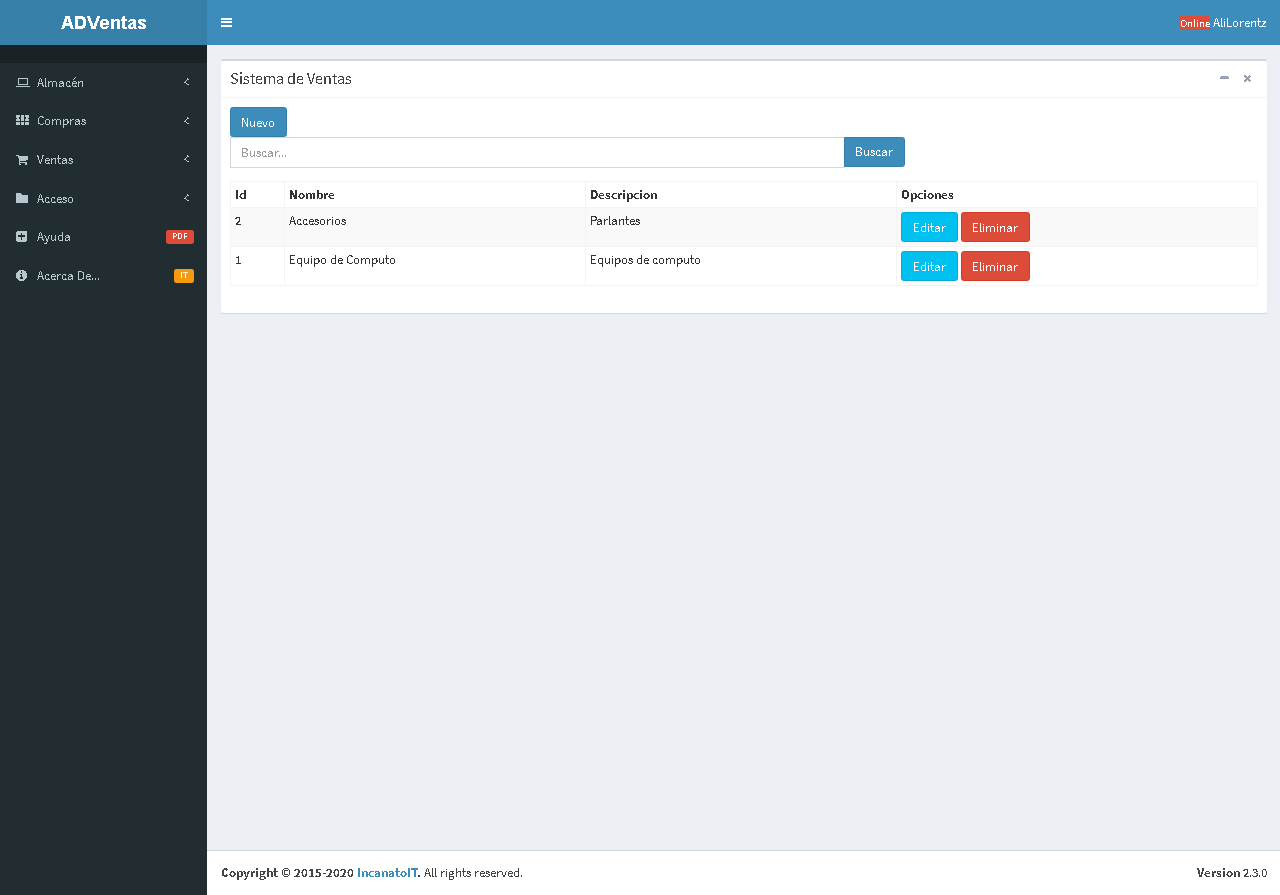 ADVentas
Online AliLorentz
Almacén
Compras
Ventas
Acceso
Ayuda PDF
Acerca De... IT
Sistema de Ventas
Nuevo
Buscar... Buscar
Id Nombre Descripcion Opciones
2 Accesorios Parlantes Editar Eliminar
1 Equipo de Computo Equipos de computo Editar Eliminar
Copyright © 2015-2020 IncanatoIT. All rights reserved. Version 2.3.0